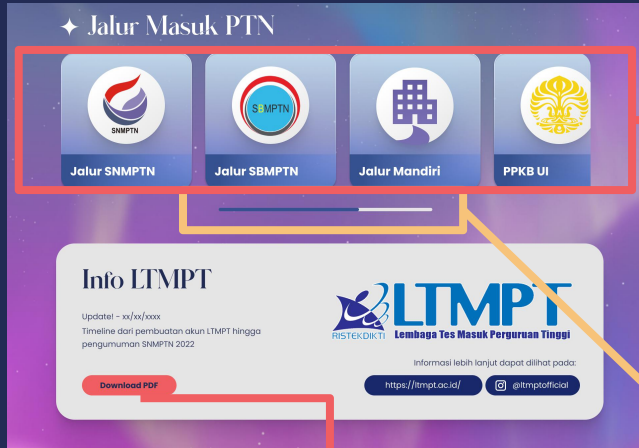 Jalur Masuk PTN
SNMPTN
SBMPTN
Jalur SNMPTN
Jalur SBMPTN
Jalur Mandiri
PPKB UI
Info LTMPT
Update! - xx/xx/xxxx
Timeline dari pembuatan akun LTMPT hingga
pengumuman SNMPTN 2022
Download PDF
LTMPT
RISTEKDIKTI
Lembaga Tes Masuk Perguruan Tinggi
Informasi lebih lanjut dapat dilihat pada:
https://ltmpt.ac.id/
@ltmptofficial